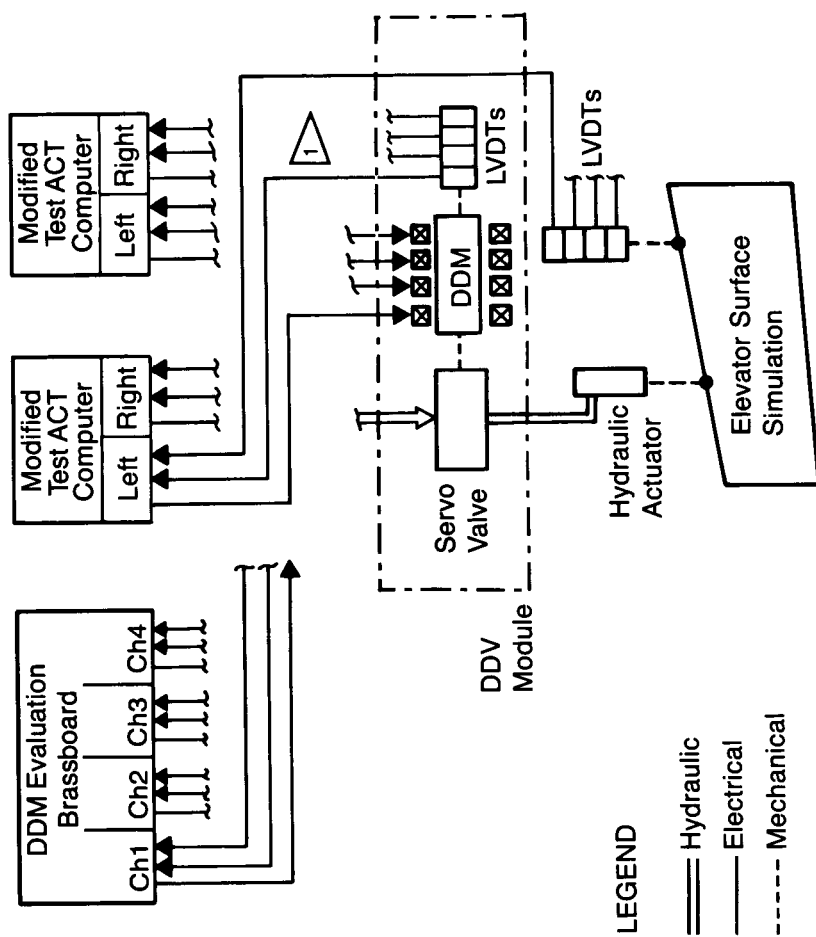 DDM Evaluation
Brassboard
Ch1
Ch2
Ch3
Ch4
Modified
Test ACT
Computer
Left
Right
Modified
Test ACT
Computer
Left
Right
1
DDV
Module
Servo
Valve
DDM
LVDTs
LVDTs
Hydraulic
Actuator
Elevator Surface
Simulation
LEGEND
Hydraulic
Electrical
Mechanical